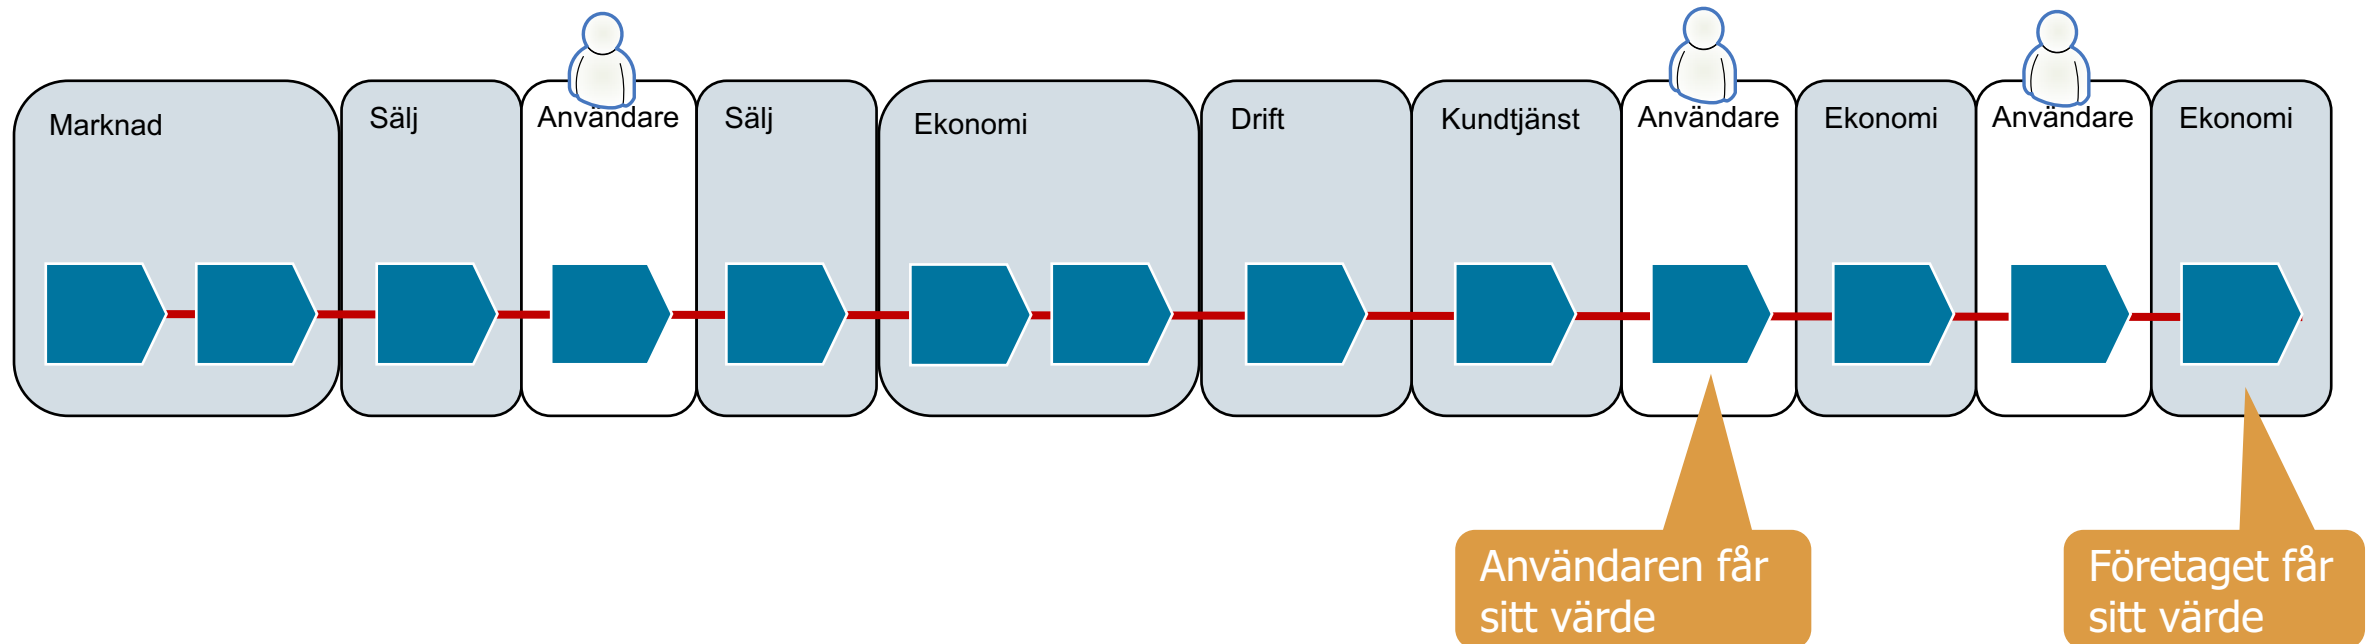 Marknad
Sälj
Användare
Sälj
Ekonomi
Drift
Kundtjänst
Användare
Ekonomi
Användare
Ekonomi
Användaren får
sitt värde
Företaget får
sitt värde